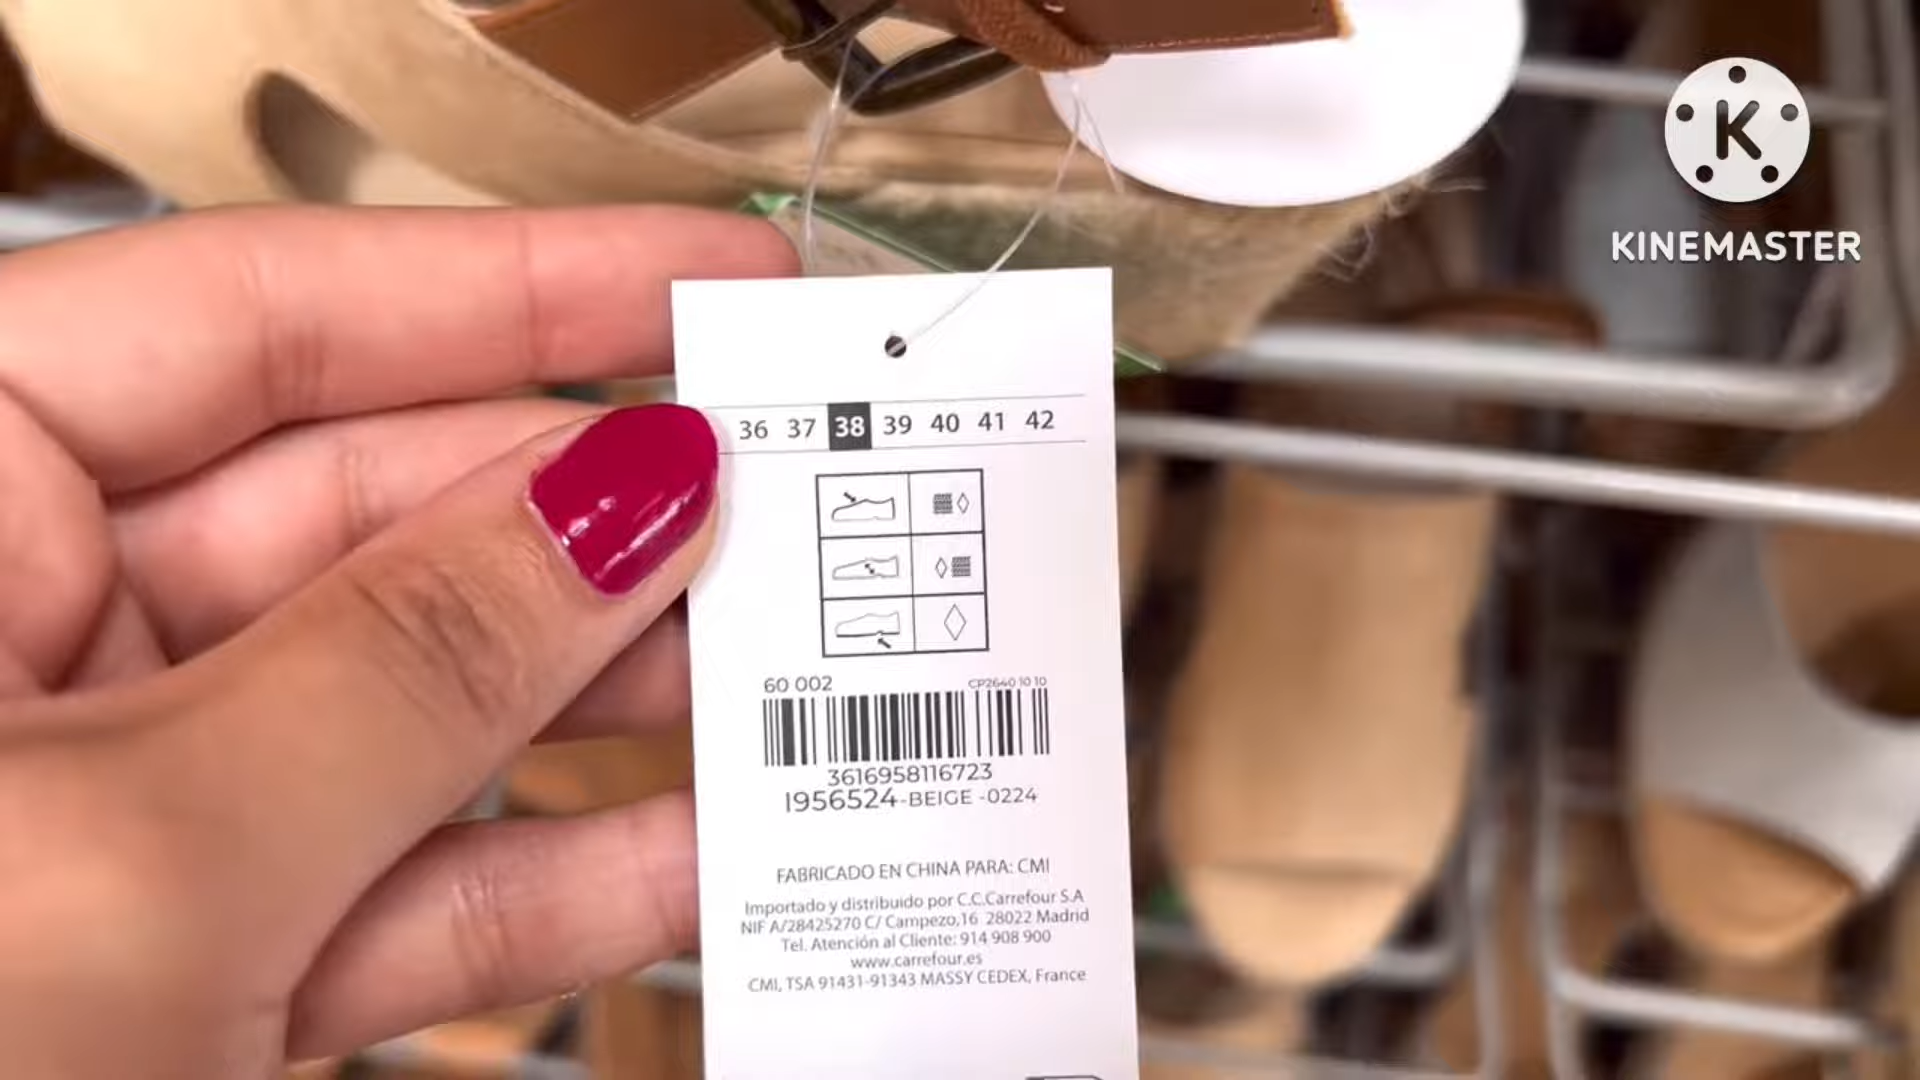 K
KINEMASTER
36 37 38 39 40 41 42
60 002
CP2640 10 10
3616958116723
1956524-BEIGE -0224
FABRICADO EN CHINA PARA: CMI
Importado y distribuido por C.C.Carrefour S.A
NIF A/28425270 C/ Campezo,16 28022 Madrid
Tel. Atención al Cliente: 914 908 900
www.carrefour.es
CMI, TSA 91431-91343 MASSY CEDEX, France